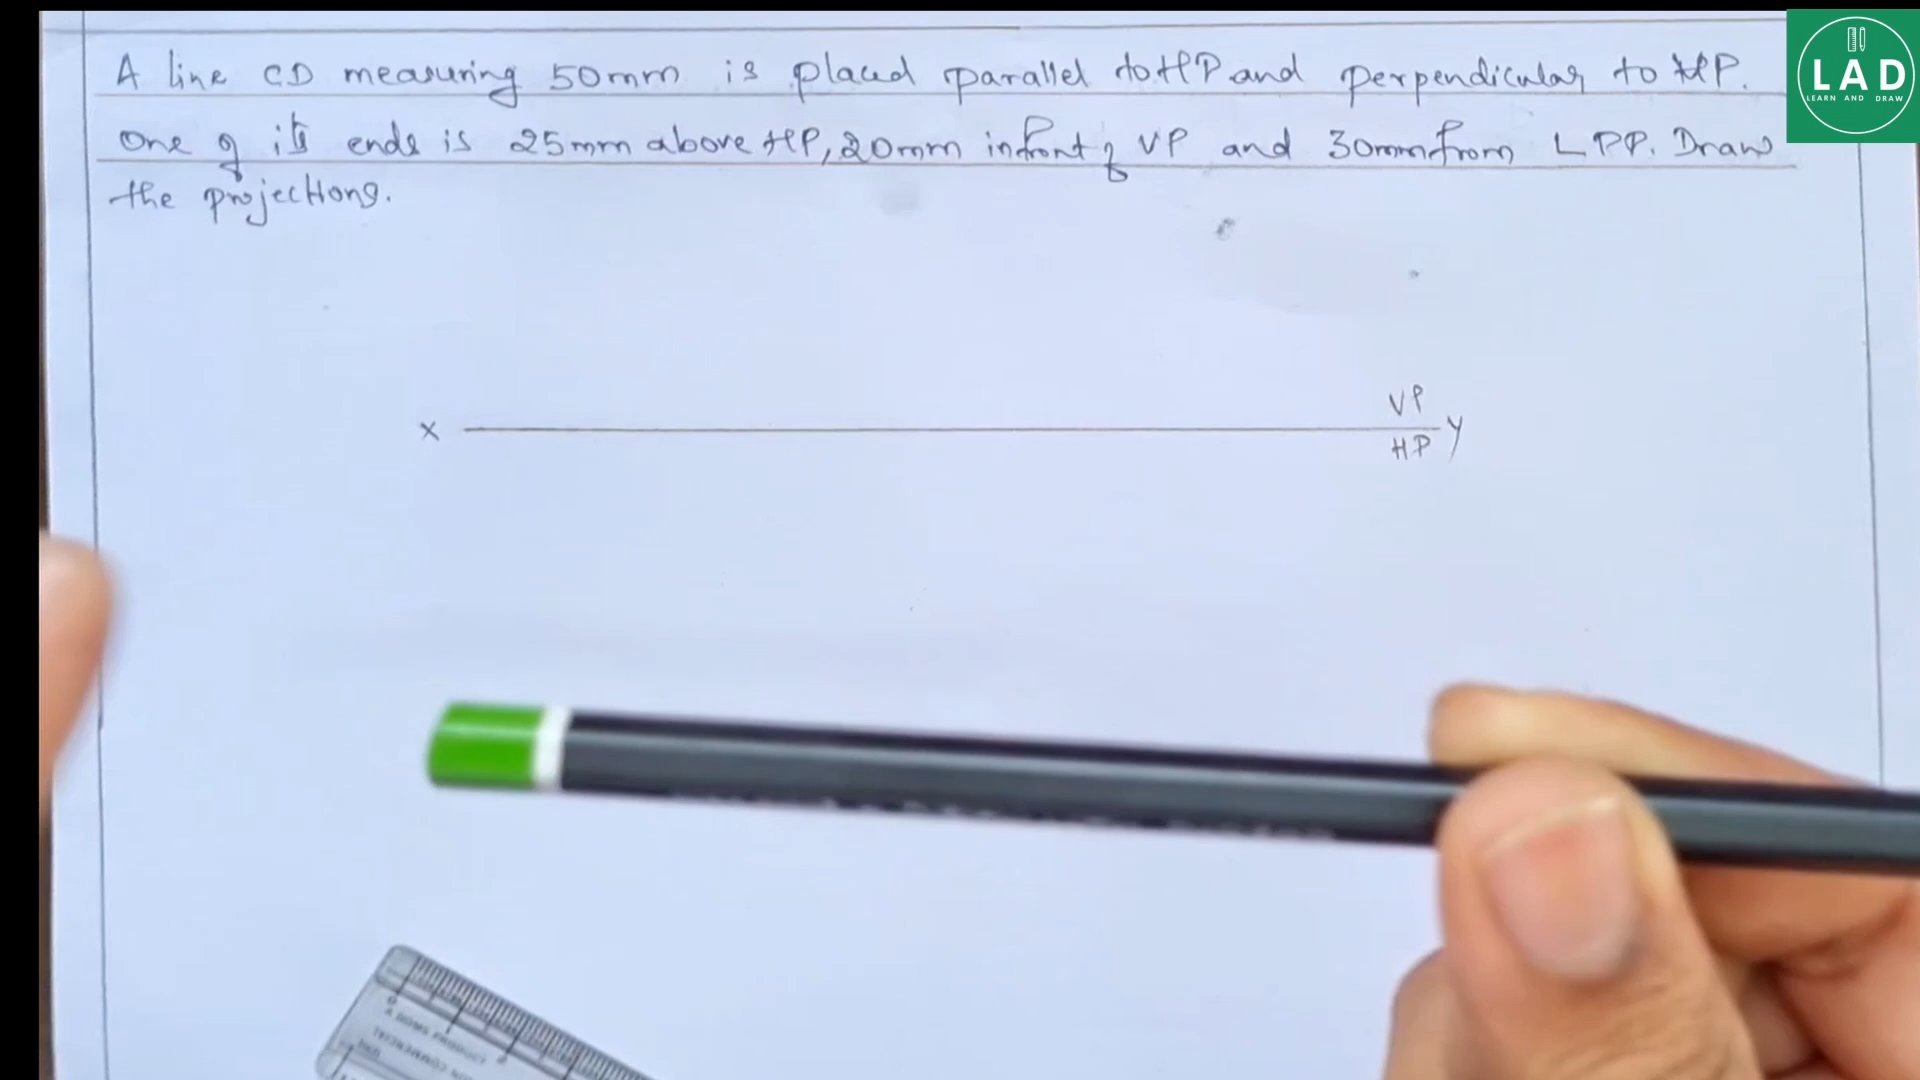 A line CD measuring 50mm is placed parallel to HP and perpendicular to HP.
One of its ends is 25mm above HP, 20mm infront of VP and 30mm from LPP. Draw
the projections.
LAD
LEARN AND DRAW
VP
X
Y
HP